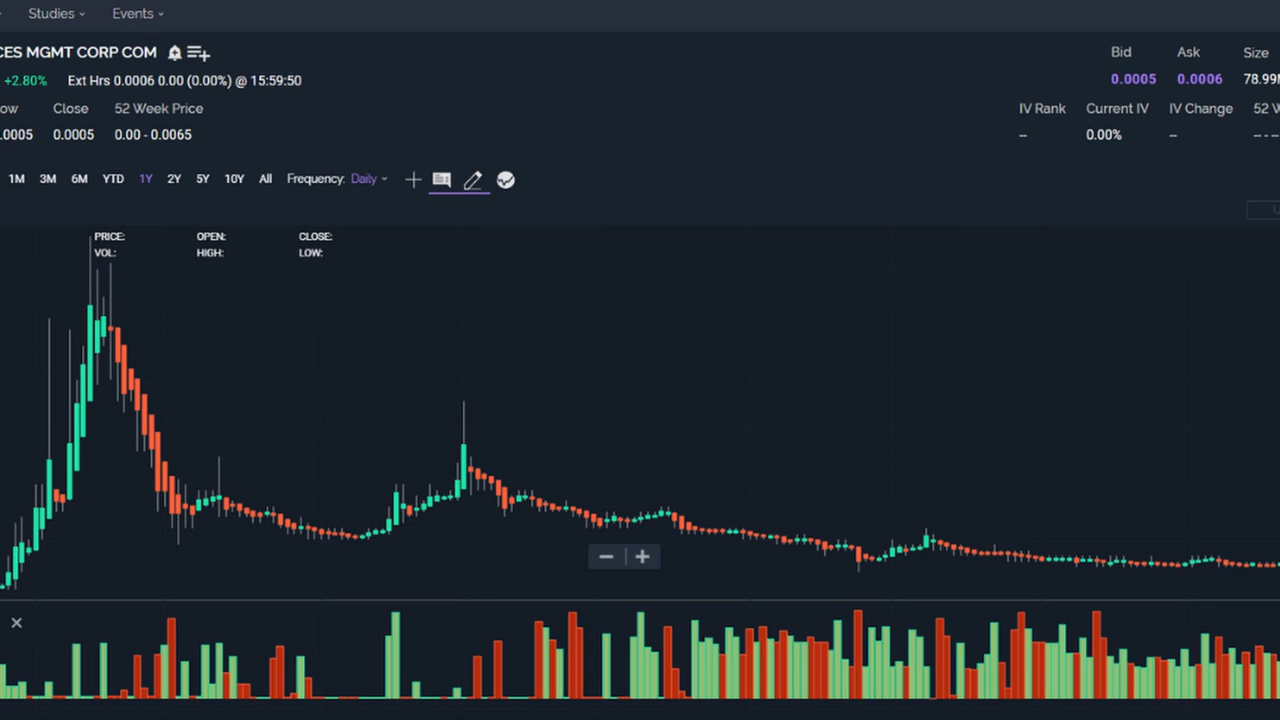 Studies Events
CES MGMT CORP COM
Bid Ask Size
+2.80% Ext Hrs 0.0006 0.00 (0.00%) @ 15:59:50
0.0005 0.0006 78.99M
ow Close 52 Week Price
IV Rank Current IV IV Change 52 W
.0005 0.0005 0.00 - 0.0065
– 0.00% – -- - --
1M 3M 6M YTD 1Y 2Y 5Y 10Y All Frequency: Daily
PRICE: OPEN: CLOSE:
VOL: HIGH: LOW: